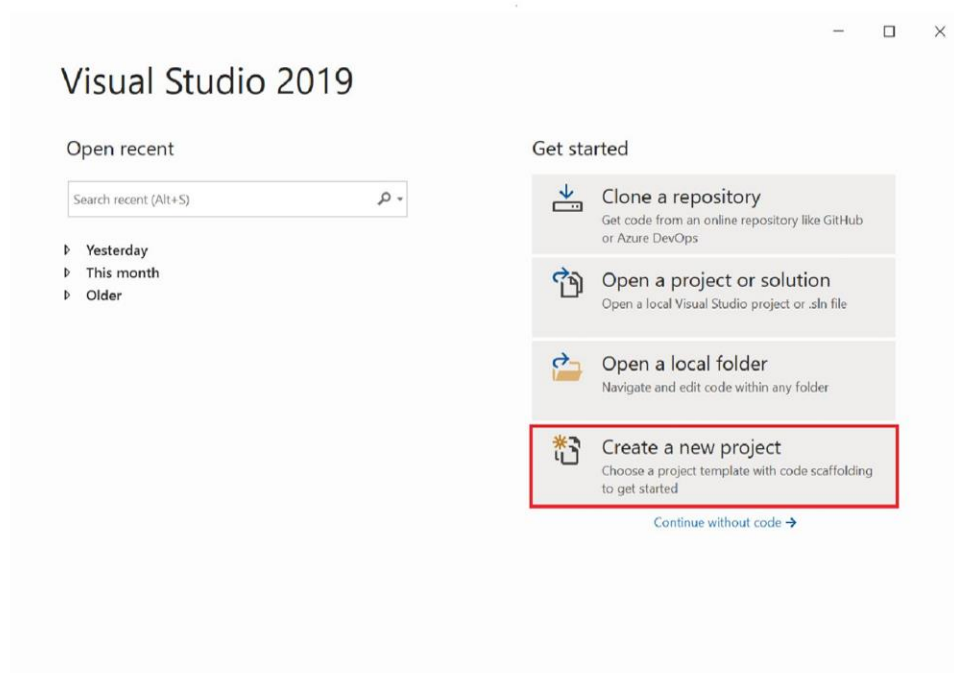 Visual Studio 2019
Open recent
Search recent (Alt+S)
Yesterday
This month
Older
Get started
Clone a repository
Get code from an online repository like GitHub
or Azure DevOps
Open a project or solution
Open a local Visual Studio project or .sln file
Open a local folder
Navigate and edit code within any folder
Create a new project
Choose a project template with code scaffolding
to get started
Continue without code →